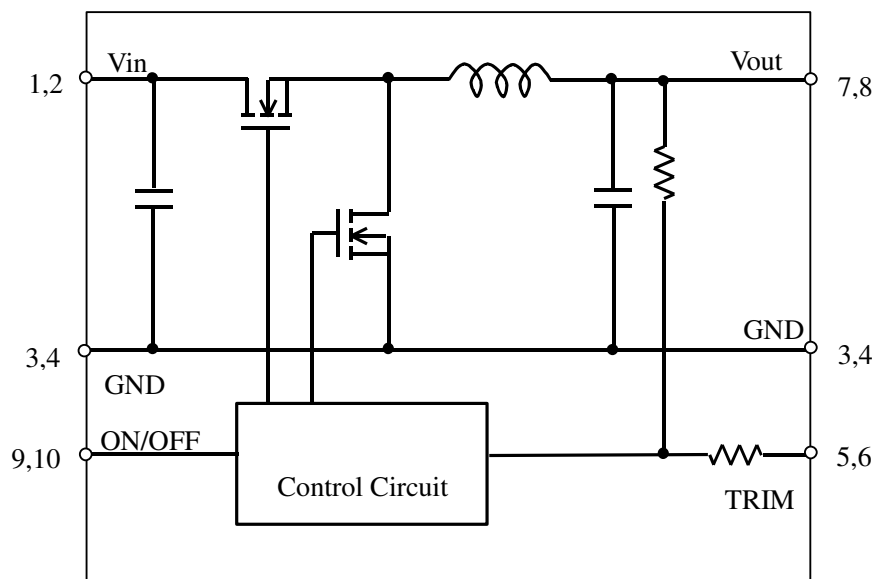 Vin
Vout
1,2
7,8
GND
3,4
3,4
GND
ON/OFF
9,10
5,6
Control Circuit
TRIM